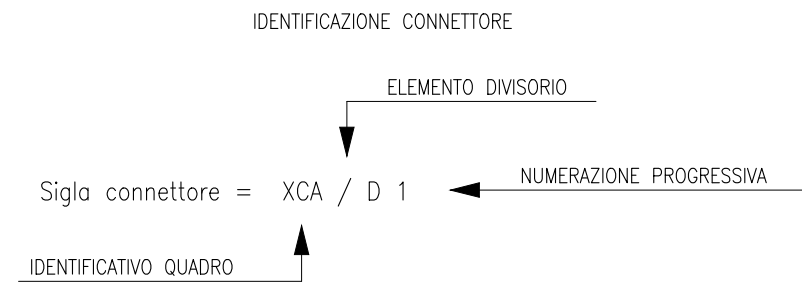 IDENTIFICAZIONE CONNETTORE
ELEMENTO DIVISORIO
NUMERAZIONE PROGRESSIVA
Sigla connettore = XCA / D 1
IDENTIFICATIVO QUADRO